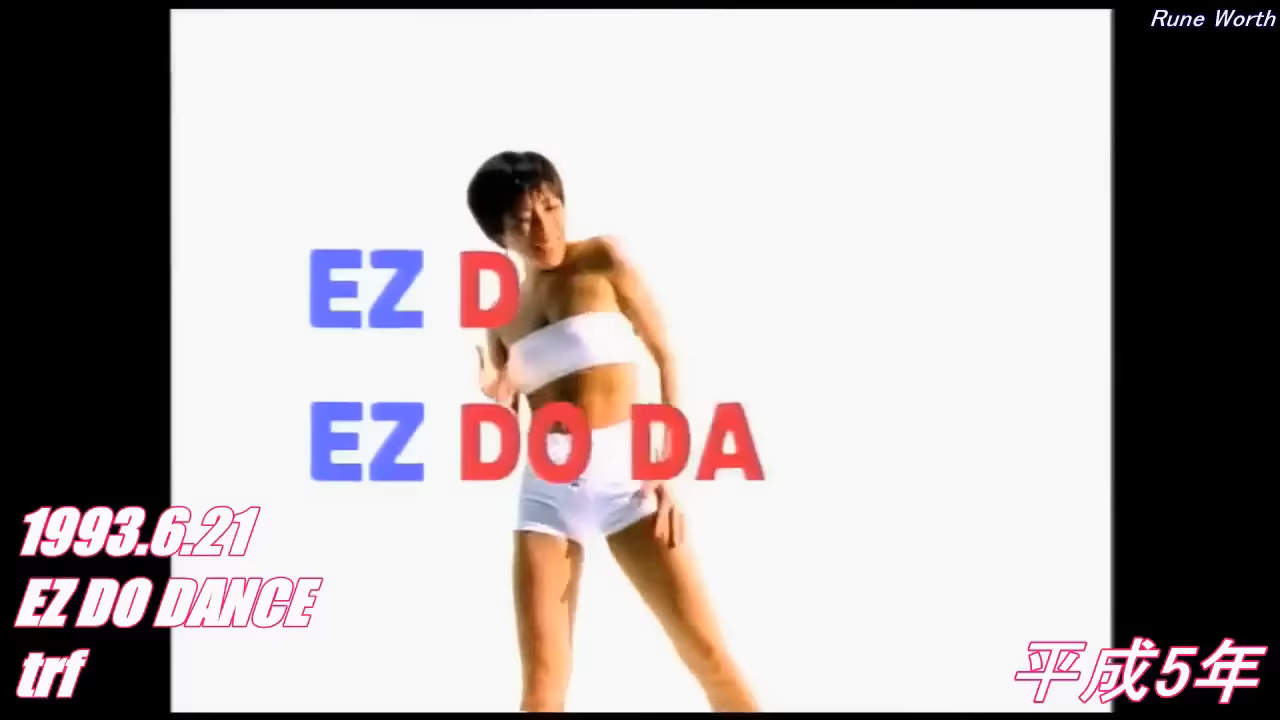 Rune Worth
EZ D
EZ DO DA
1993.6.21
EZ DO DANCE
trf
平成5年